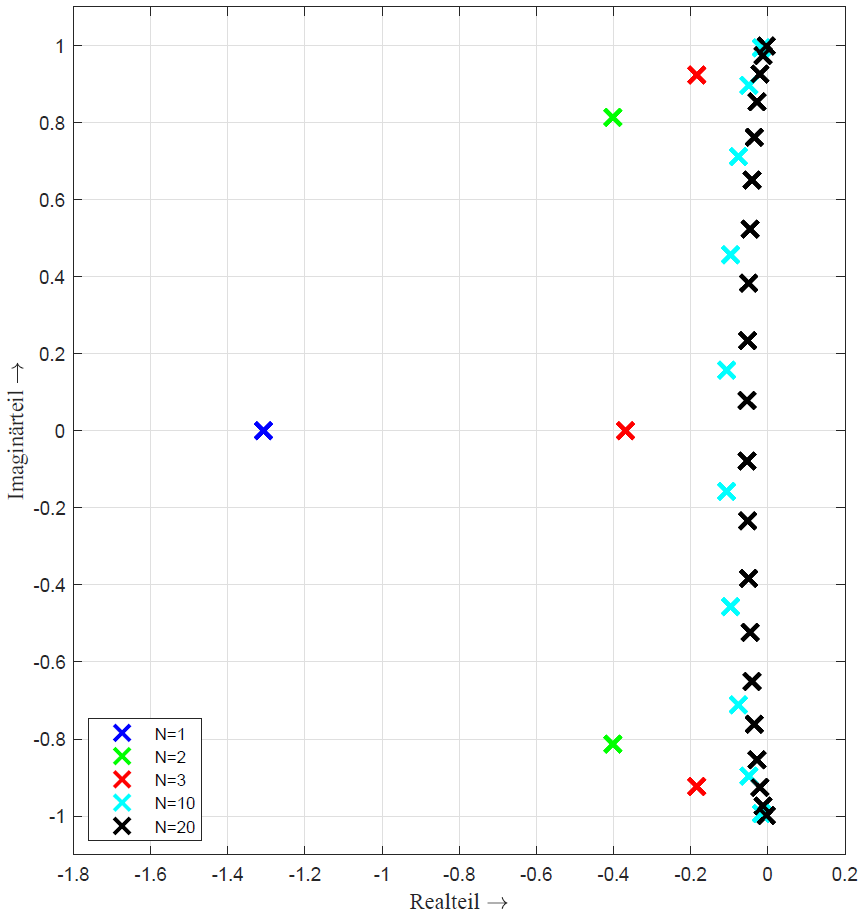 1
0.8
0.6
0.4
0.2
0
-0.2
-0.4
-0.6
-0.8
-1
Imaginärteil →
N=1
N=2
N=3
N=10
N=20
-1.8 -1.6 -1.4 -1.2 -1 -0.8 -0.6 -0.4 -0.2 0 0.2
Realteil →